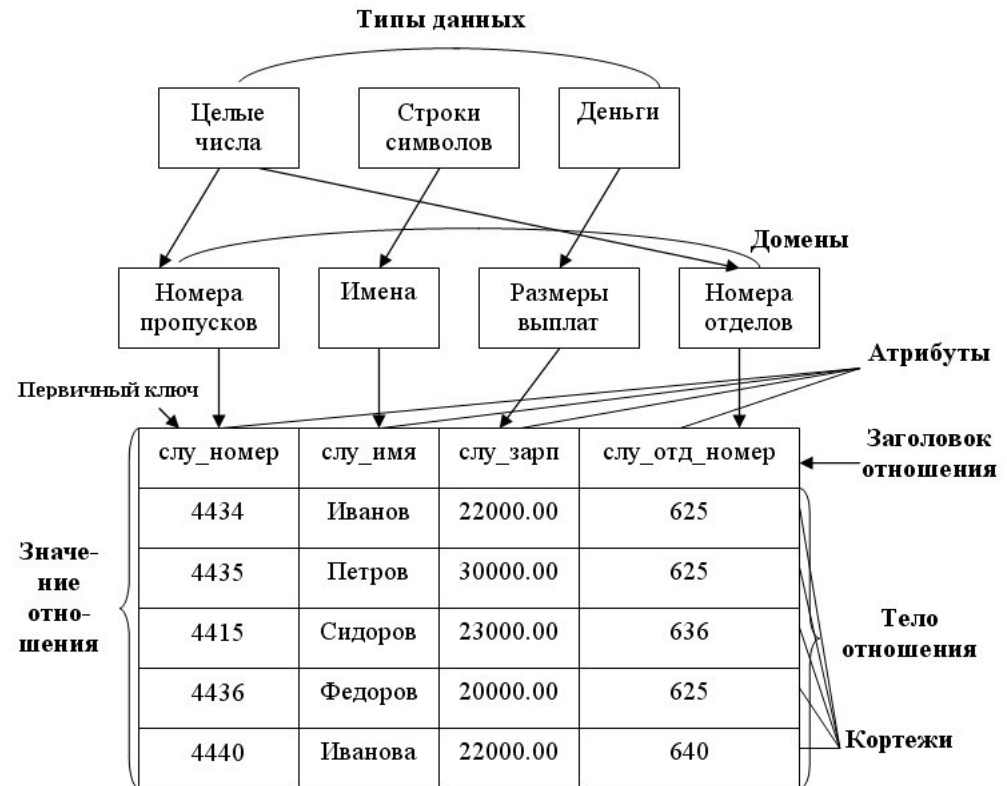 Типы данных
Целые
числа
Строки
символов
Деньги
Домены
Номера
пропусков
Имена
Размеры
выплат
Номера
отделов
Атрибуты
Первичный ключ
слу_номер слу_имя слу_зарп слу_отд_номер
Заголовок
отношения
4434 Иванов 22000.00 625
4435 Петров 30000.00 625
4415 Сидоров 23000.00 636
4436 Федоров 20000.00 625
4440 Иванова 22000.00 640
Значе-
ние
отно-
шения
Тело
отношения
Кортежи